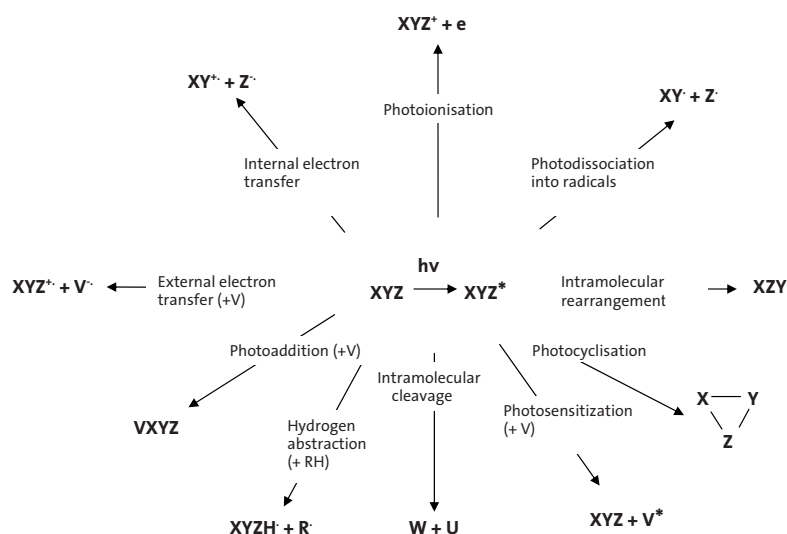 XYZ⁺ + e
XY⁺· + Z⁻·
XY· + Z·
Photoionisation
Internal electron
transfer
Photodissociation
into radicals
XYZ⁺· + V⁻·
External electron
transfer (+V)
hν
XYZ
XYZ*
Intramolecular
rearrangement
XZY
Photoaddition (+V)
Photocyclisation
Intramolecular
cleavage
X
Y
Z
Photosensitization
(+ V)
VXYZ
Hydrogen
abstraction
(+ RH)
XYZH· + R·
W + U
XYZ + V*